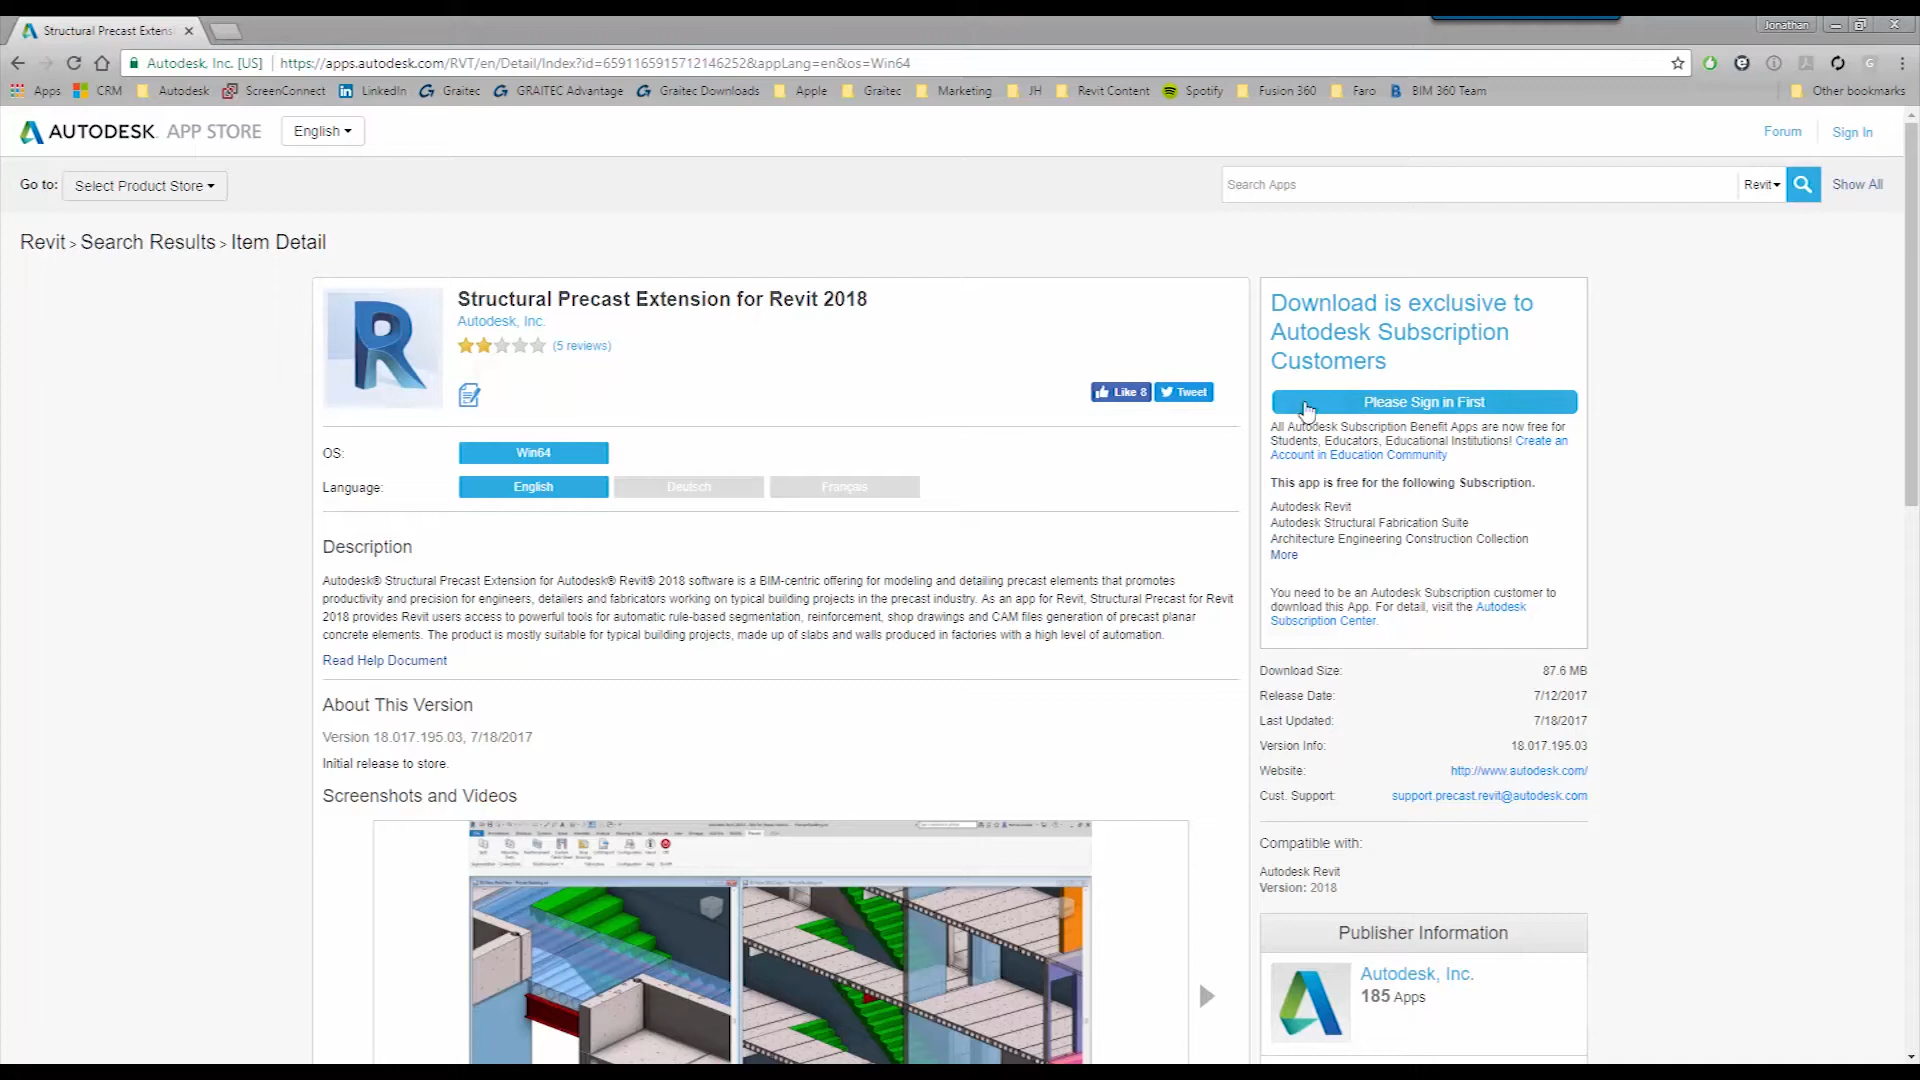 Structural Precast Extens
Jonathan
Autodesk, Inc. [US] https://apps.autodesk.com/RVT/en/Detail/Index?id=6591165915712146252&appLang=en&os=Win64
Apps CRM Autodesk ScreenConnect LinkedIn Graitec GRAITEC Advantage Graitec Downloads Apple Graitec Marketing JH Revit Content Spotify Fusion 360 Faro BIM 360 Team Other bookmarks
AUTODESK. APP STORE English Forum Sign In
Go to: Select Product Store Search Apps Revit Show All
Revit > Search Results > Item Detail
Structural Precast Extension for Revit 2018
Autodesk, Inc.
(5 reviews)
Like 8 Tweet
OS: Win64
Language: English Deutsch Français
Description
Autodesk® Structural Precast Extension for Autodesk® Revit® 2018 software is a BIM-centric offering for modeling and detailing precast elements that promotes
productivity and precision for engineers, detailers and fabricators working on typical building projects in the precast industry. As an app for Revit, Structural Precast for Revit
2018 provides Revit users access to powerful tools for automatic rule-based segmentation, reinforcement, shop drawings and CAM files generation of precast planar
concrete elements. The product is mostly suitable for typical building projects, made up of slabs and walls produced in factories with a high level of automation.
Read Help Document
About This Version
Version 18.017.195.03, 7/18/2017
Initial release to store.
Screenshots and Videos
Download is exclusive to
Autodesk Subscription
Customers
Please Sign in First
All Autodesk Subscription Benefit Apps are now free for
Students, Educators, Educational Institutions! Create an
Account in Education Community
This app is free for the following Subscription.
Autodesk Revit
Autodesk Structural Fabrication Suite
Architecture Engineering Construction Collection
More
You need to be an Autodesk Subscription customer to
download this App. For detail, visit the Autodesk
Subscription Center.
Download Size: 87.6 MB
Release Date: 7/12/2017
Last Updated: 7/18/2017
Version Info: 18.017.195.03
Website: http://www.autodesk.com/
Cust. Support: support.precast.revit@autodesk.com
Compatible with:
Autodesk Revit
Version: 2018
Publisher Information
Autodesk, Inc.
185 Apps